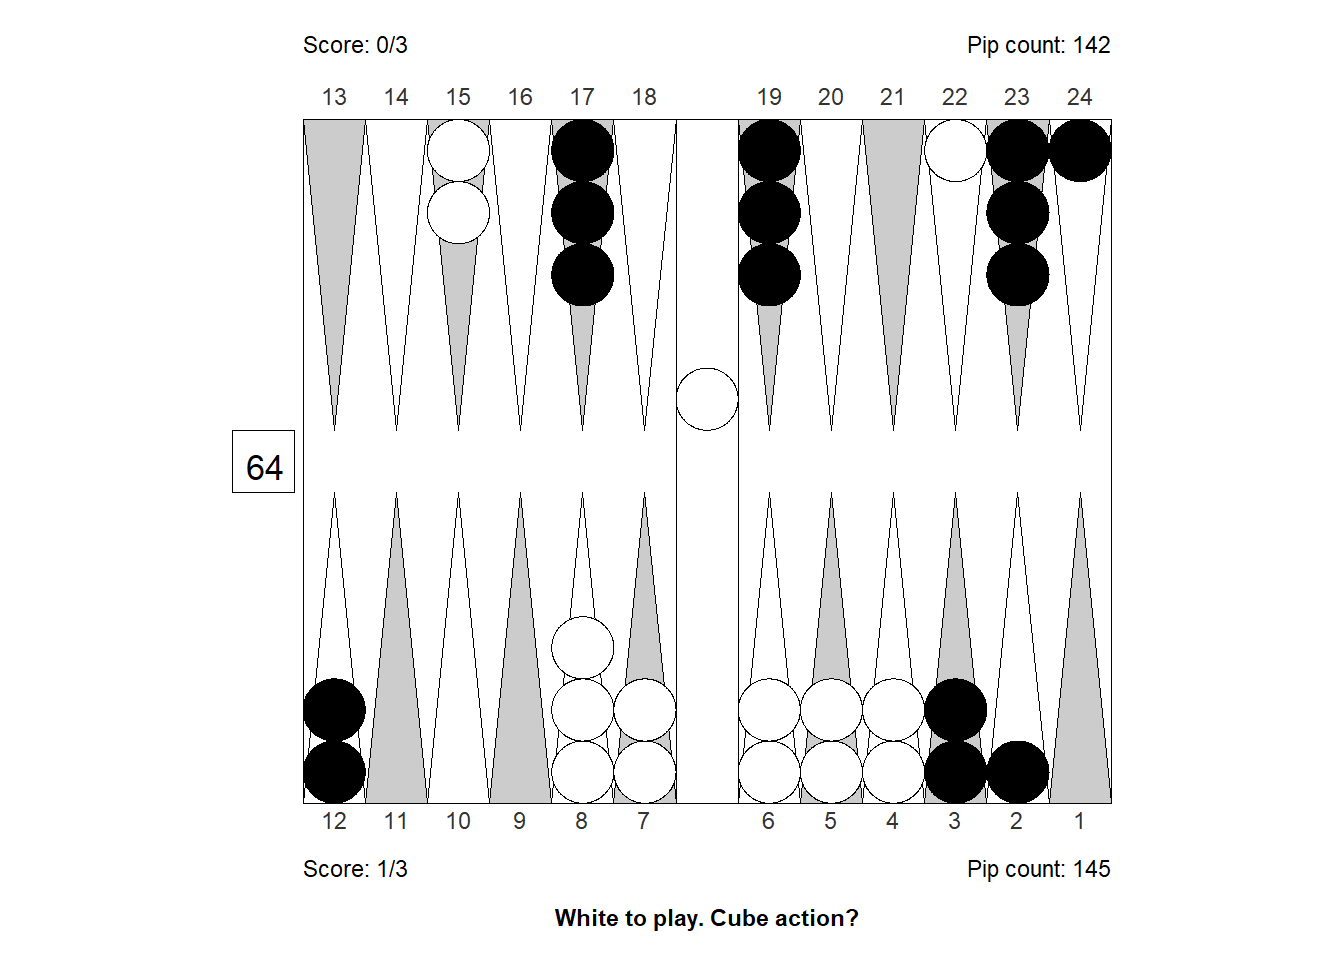 Score: 0/3 Pip count: 142
13 14 15 16 17 18 19 20 21 22 23 24
64
12 11 10 9 8 7 6 5 4 3 2 1
Score: 1/3 Pip count: 145
White to play. Cube action?